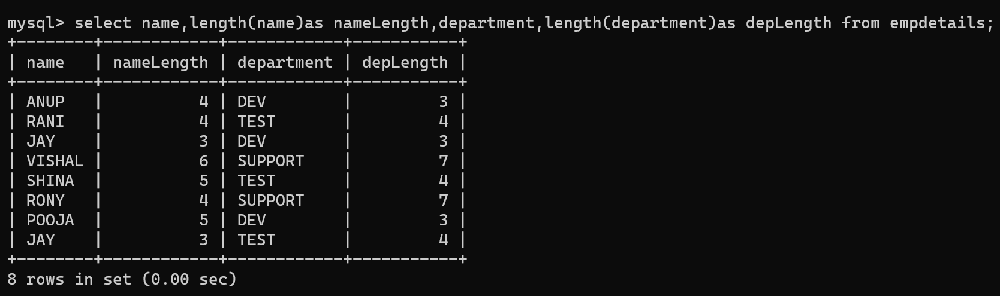 mysql> select name,length(name)as nameLength,department,length(department)as depLength from empdetails;
+--------+------------+------------+-----------+
| name   | nameLength | department | depLength |
+--------+------------+------------+-----------+
| ANUP   |          4 | DEV        |         3 |
| RANI   |          4 | TEST       |         4 |
| JAY    |          3 | DEV        |         3 |
| VISHAL |          6 | SUPPORT    |         7 |
| SHINA  |          5 | TEST       |         4 |
| RONY   |          4 | SUPPORT    |         7 |
| POOJA  |          5 | DEV        |         3 |
| JAY    |          3 | TEST       |         4 |
+--------+------------+------------+-----------+
8 rows in set (0.00 sec)